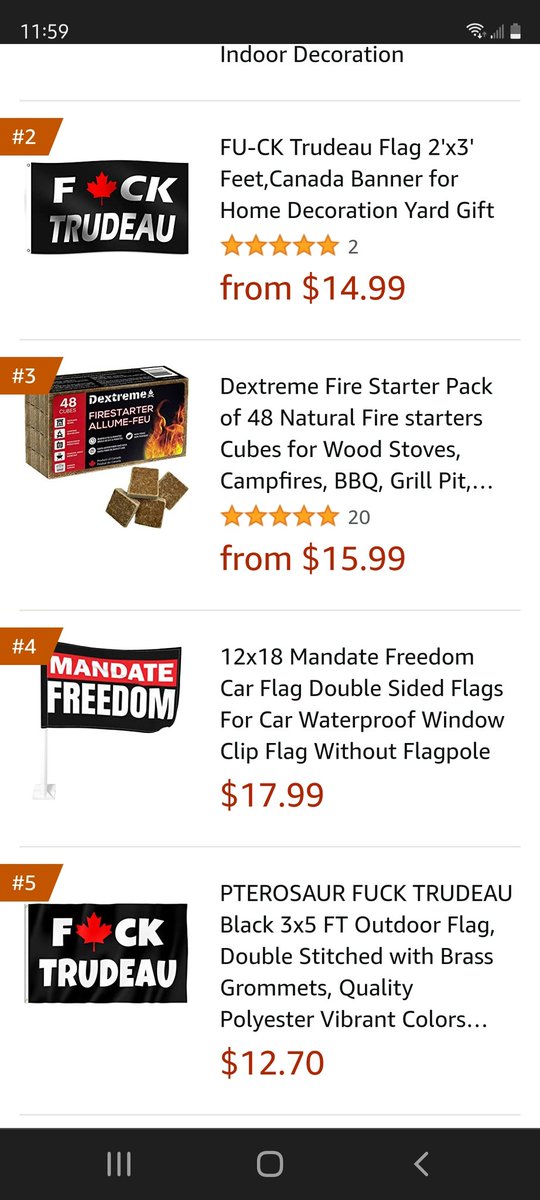 11:59
Indoor Decoration
#2
F CK
TRUDEAU
FU-CK Trudeau Flag 2'x3'
Feet,Canada Banner for
Home Decoration Yard Gift
2
from $14.99
#3
48
CUBES
Dextreme
FIRESTARTER
ALLUME-FEU
Dextreme Fire Starter Pack
of 48 Natural Fire starters
Cubes for Wood Stoves,
Campfires, BBQ, Grill Pit,...
20
from $15.99
#4
MANDATE
FREEDOM
12x18 Mandate Freedom
Car Flag Double Sided Flags
For Car Waterproof Window
Clip Flag Without Flagpole
$17.99
#5
F CK
TRUDEAU
PTEROSAUR FUCK TRUDEAU
Black 3x5 FT Outdoor Flag,
Double Stitched with Brass
Grommets, Quality
Polyester Vibrant Colors...
$12.70